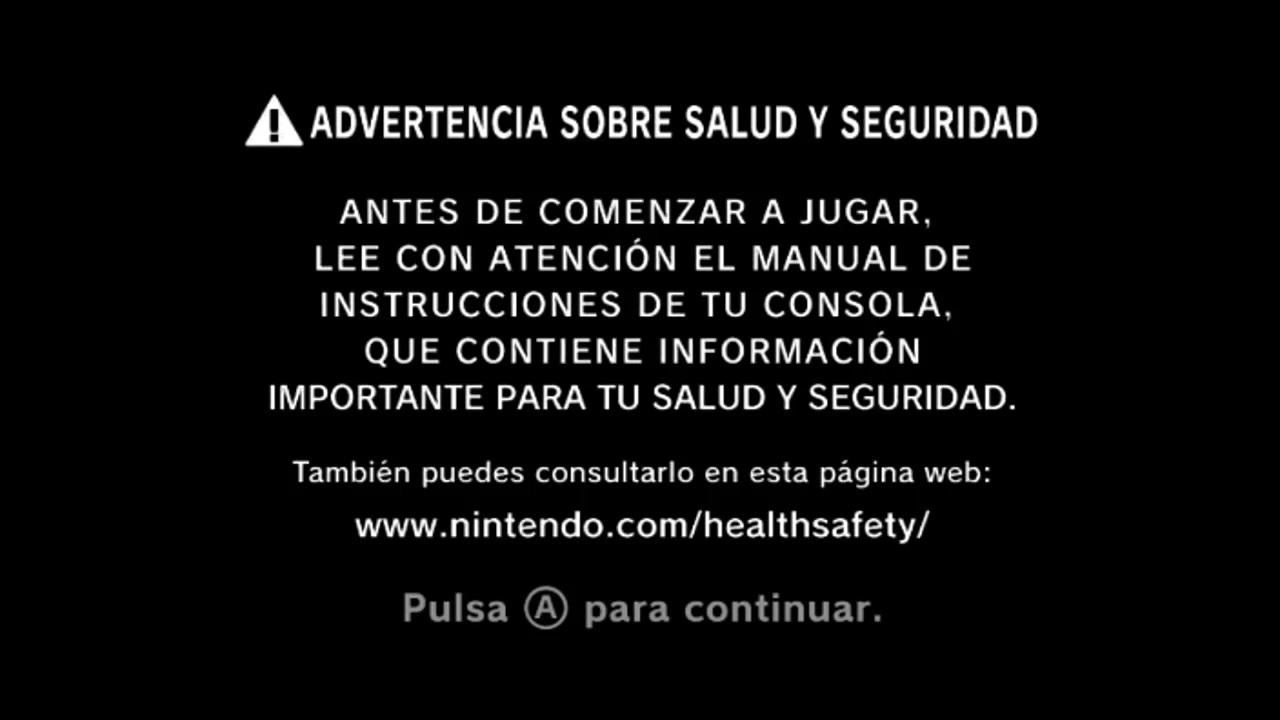 ADVERTENCIA SOBRE SALUD Y SEGURIDAD
ANTES DE COMENZAR A JUGAR,
LEE CON ATENCIÓN EL MANUAL DE
INSTRUCCIONES DE TU CONSOLA,
QUE CONTIENE INFORMACIÓN
IMPORTANTE PARA TU SALUD Y SEGURIDAD.
También puedes consultarlo en esta página web:
www.nintendo.com/healthsafety/
Pulsa Ⓐ para continuar.